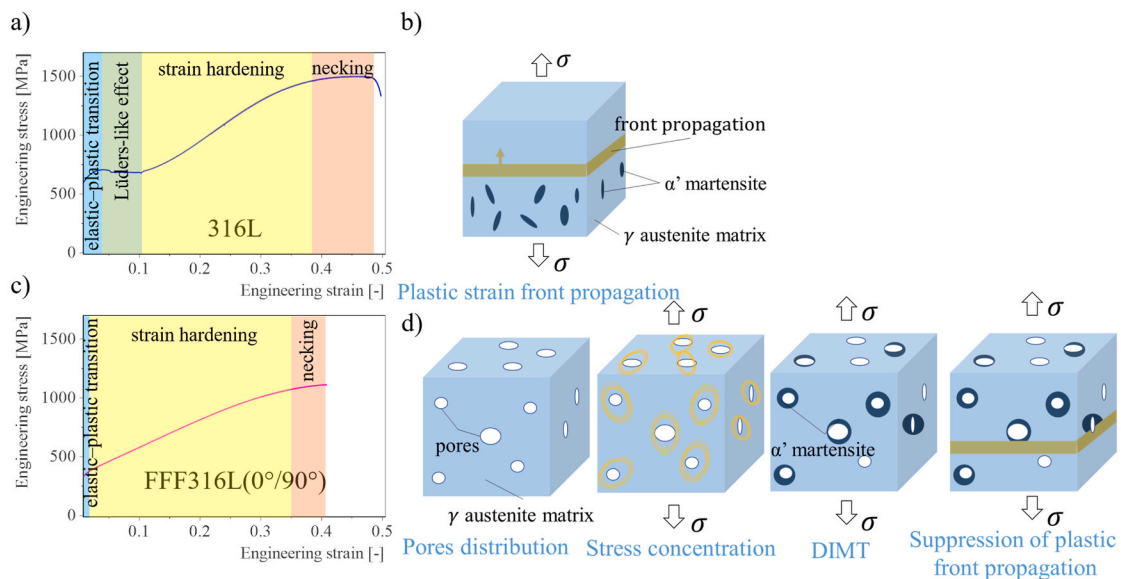 a)
Engineering stress [MPa]
1500
1000
500
0
elastic–plastic transition
Lüders-like effect
strain hardening
necking
316L
0.1 0.2 0.3 0.4 0.5
Engineering strain [-]
b)
σ
front propagation
α’ martensite
γ austenite matrix
σ
Plastic strain front propagation
c)
Engineering stress [MPa]
1500
1000
500
0
elastic–plastic transition
strain hardening
necking
FFF316L(0°/90°)
0.1 0.2 0.3 0.4 0.5
Engineering strain [-]
d)
pores
γ austenite matrix
Pores distribution
σ
σ
Stress concentration
σ
α’ martensite
σ
DIMT
σ
σ
Suppression of plastic
front propagation